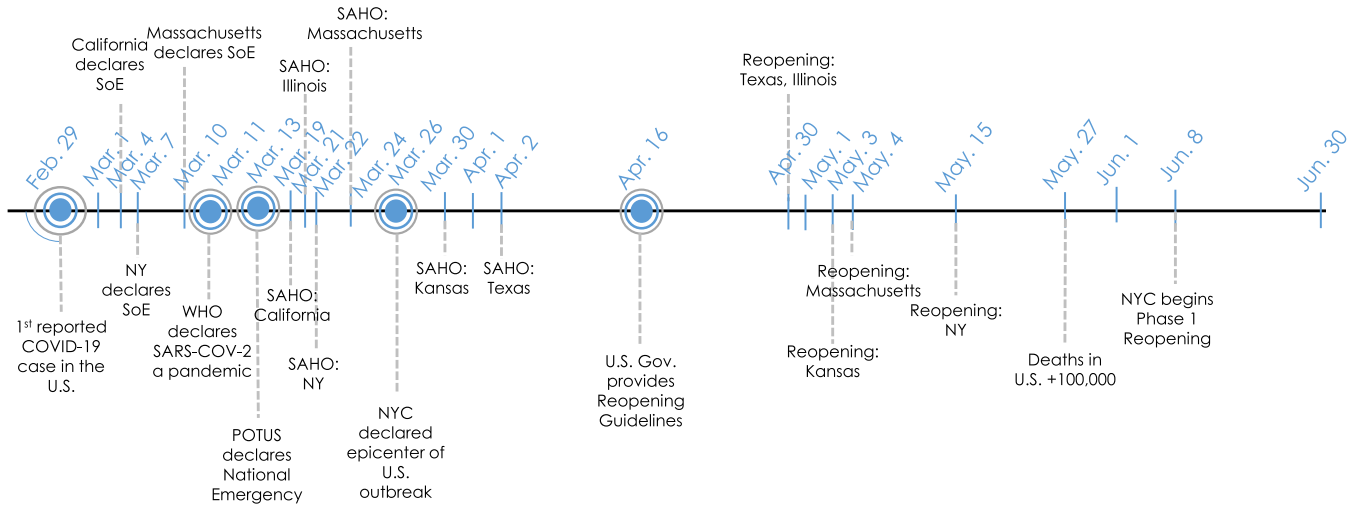 SAHO:
Massachusetts
California
declares
SoE
Massachusetts
declares SoE
SAHO:
Illinois
Reopening:
Texas, Illinois
Feb. 29
Mar. 1
Mar. 4
Mar. 7
Mar. 10
Mar. 11
Mar. 13
Mar. 19
Mar. 21
Mar. 22
Mar. 24
Mar. 26
Mar. 30
Apr. 1
Apr. 2
Apr. 16
Apr. 30
May. 1
May. 3
May. 4
May. 15
May. 27
Jun. 1
Jun. 8
Jun. 30
1st reported
COVID-19
case in the
U.S.
NY
declares
SoE
WHO
declares
SARS-COV-2
a pandemic
POTUS
declares
National
Emergency
SAHO:
California
SAHO:
NY
NYC
declared
epicenter of
U.S.
outbreak
SAHO:
Kansas
SAHO:
Texas
U.S. Gov.
provides
Reopening
Guidelines
Reopening:
Massachusetts
Reopening:
Kansas
Reopening:
NY
Deaths in
U.S. +100,000
NYC begins
Phase 1
Reopening